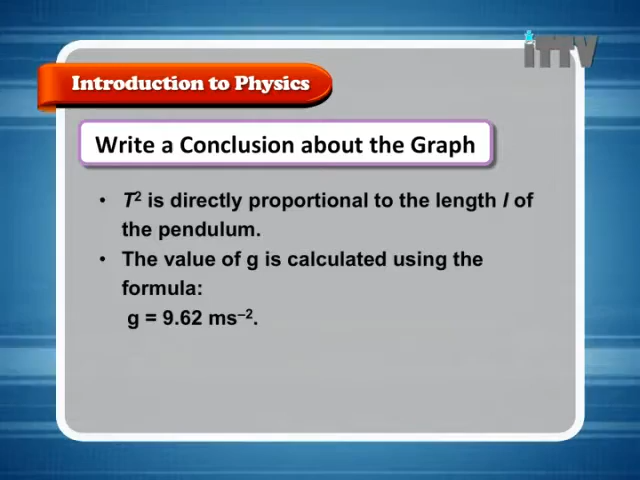 iTTV
Introduction to Physics
Write a Conclusion about the Graph
• T² is directly proportional to the length l of
the pendulum.
• The value of g is calculated using the
formula:
g = 9.62 ms⁻².